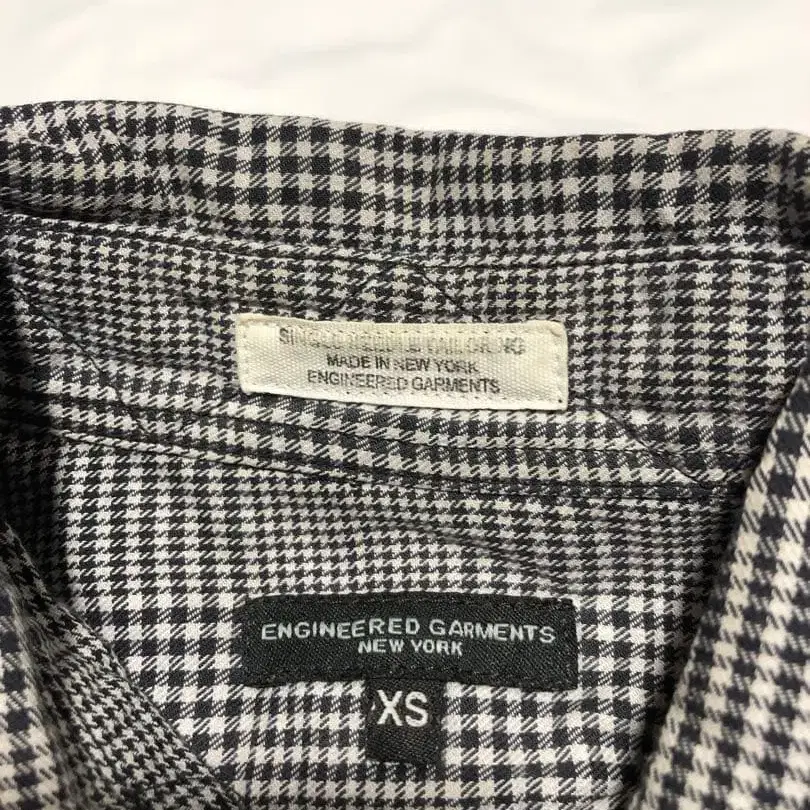 SINGLE NEEDLE TAILORING
MADE IN NEW YORK
ENGINEERED GARMENTS
ENGINEERED GARMENTS
NEW YORK
XS